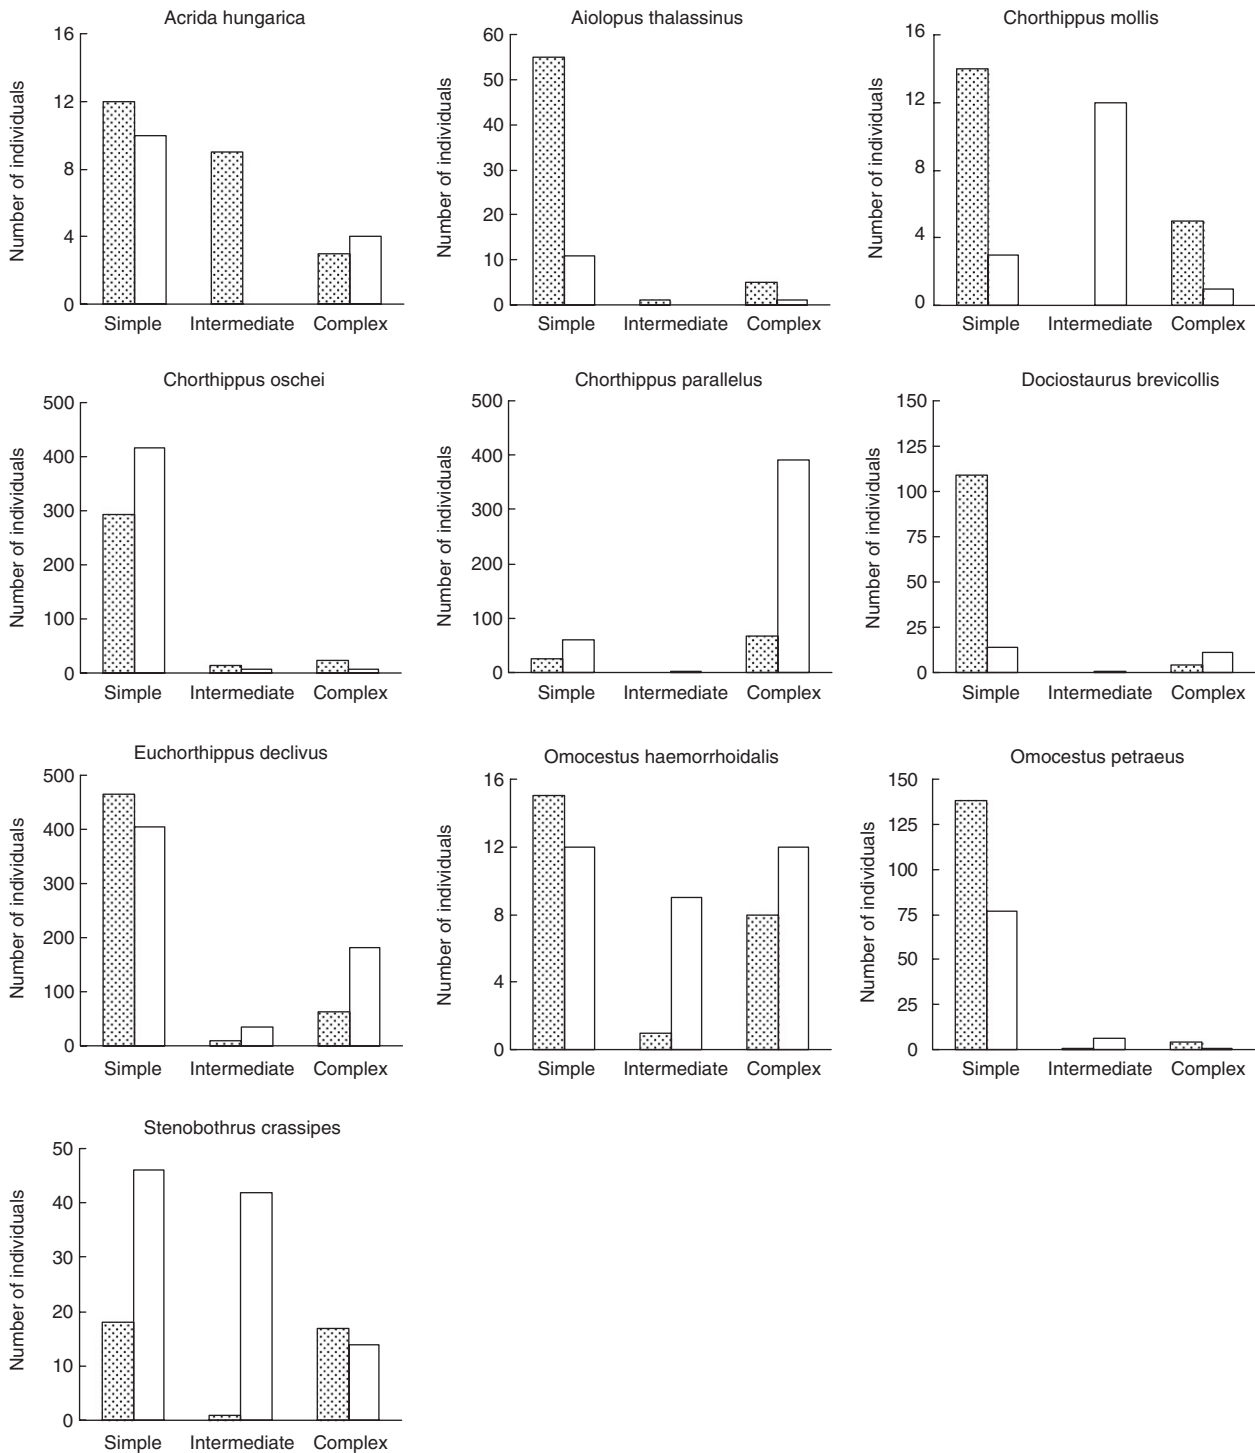 Acrida hungarica
Number of individuals
16
12
8
4
0
Simple Intermediate Complex
Aiolopus thalassinus
Number of individuals
60
50
40
30
20
10
0
Simple Intermediate Complex
Chorthippus mollis
Number of individuals
16
12
8
4
0
Simple Intermediate Complex
Chorthippus oschei
Number of individuals
500
400
300
200
100
0
Simple Intermediate Complex
Chorthippus parallelus
Number of individuals
500
400
300
200
100
0
Simple Intermediate Complex
Dociostaurus brevicollis
Number of individuals
150
125
100
75
50
25
0
Simple Intermediate Complex
Euchorthippus declivus
Number of individuals
500
400
300
200
100
0
Simple Intermediate Complex
Omocestus haemorrhoidalis
Number of individuals
16
12
8
4
0
Simple Intermediate Complex
Omocestus petraeus
Number of individuals
150
125
100
75
50
25
0
Simple Intermediate Complex
Stenobothrus crassipes
Number of individuals
50
40
30
20
10
0
Simple Intermediate Complex